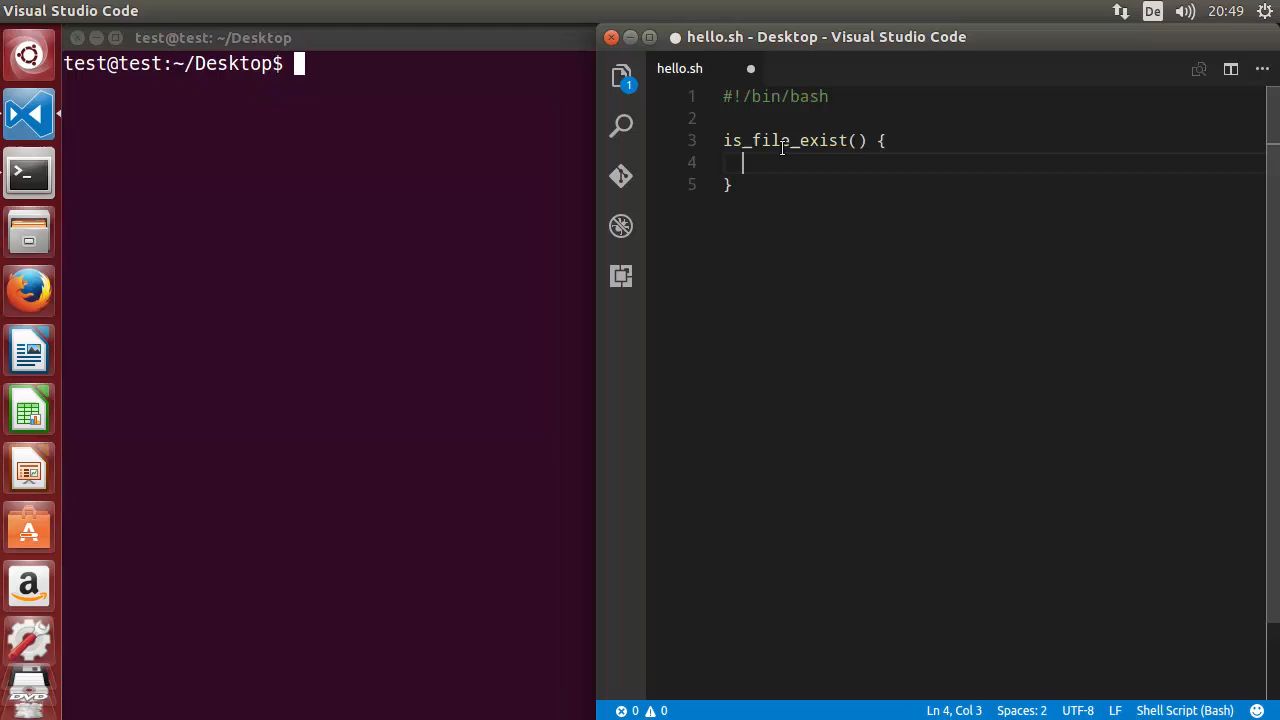 Visual Studio Code
De
20:49
test@test: ~/Desktop
test@test:~/Desktop$
hello.sh - Desktop - Visual Studio Code
1
hello.sh
1 #!/bin/bash
2
3 is_file_exist() {
4
5 }
a
DVD
0 0
Ln 4, Col 3 Spaces: 2 UTF-8 LF Shell Script (Bash)